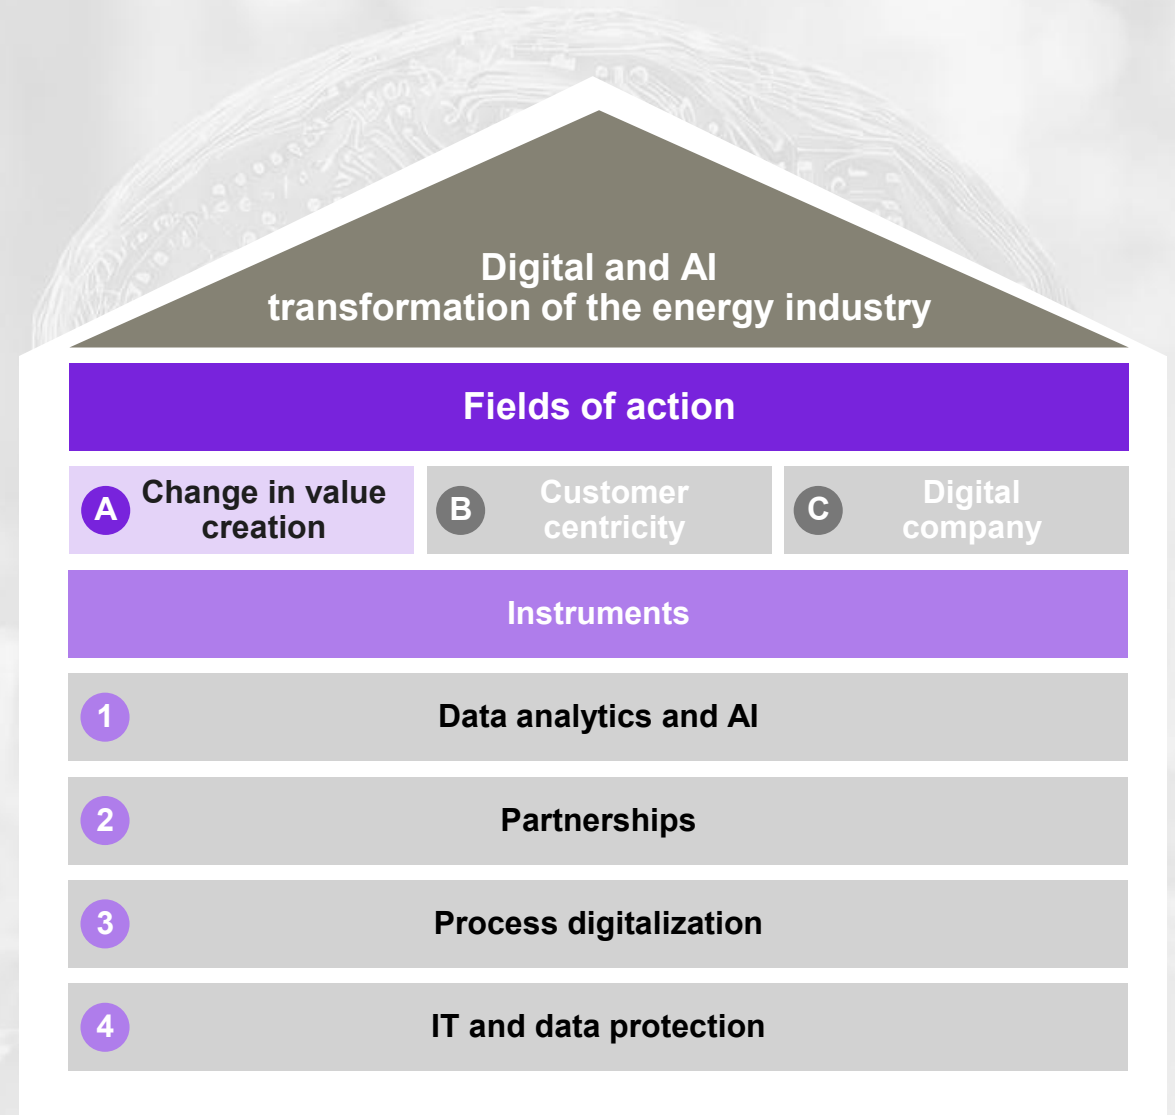 Digital and AI
transformation of the energy industry
Fields of action
A
Change in value
creation
B
Customer
centricity
C
Digital
company
Instruments
1
Data analytics and AI
2
Partnerships
3
Process digitalization
4
IT and data protection